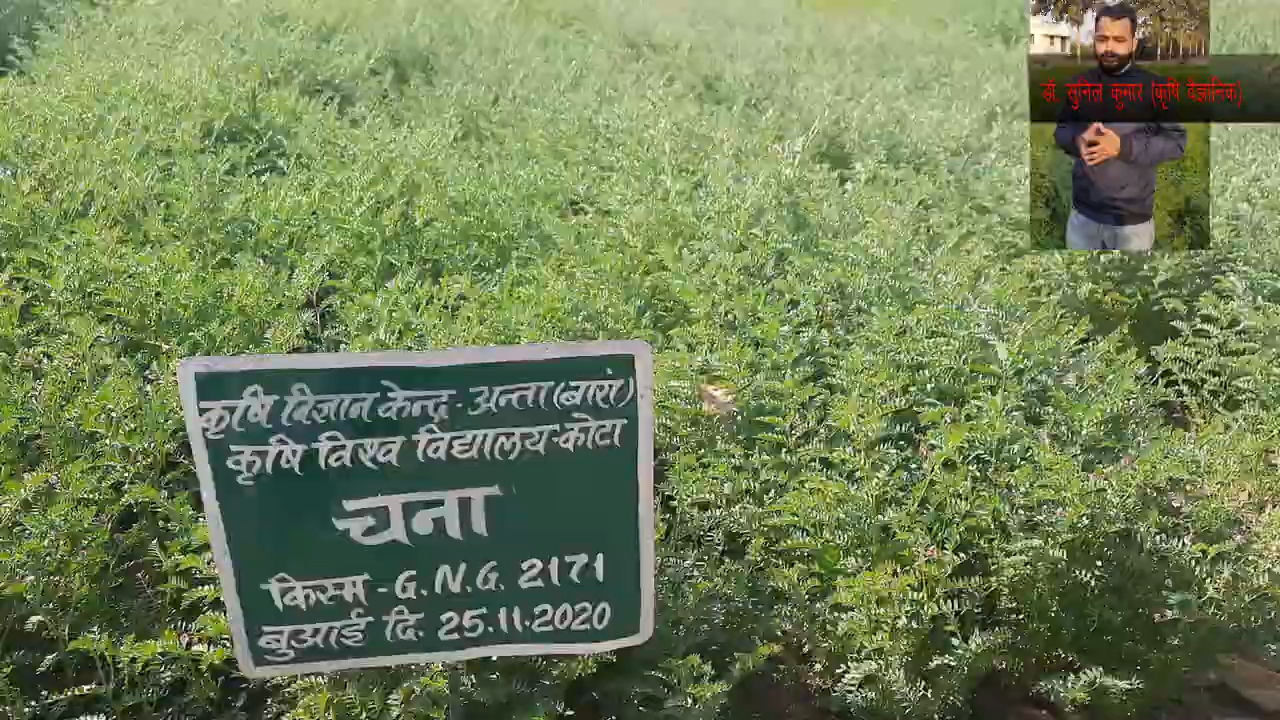 डॉ. सुनिल कुमार (कृषि वैज्ञानिक)
कृषि विज्ञान केन्द्र - अन्ता (बारां)
कृषि विश्व विद्यालय-कोटा
चना
किस्म - G.N.G. 2171
बुआई दि. 25.11.2020